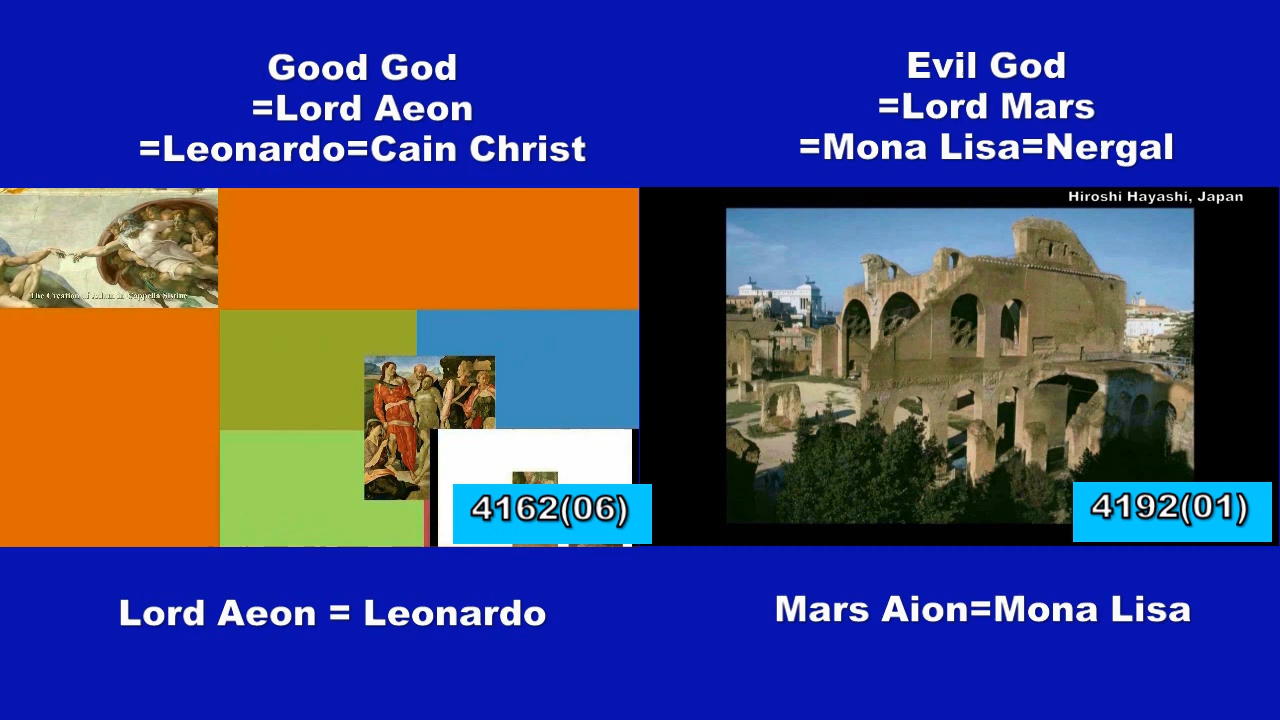 Good God
=Lord Aeon
=Leonardo=Cain Christ
Evil God
=Lord Mars
=Mona Lisa=Nergal
Hiroshi Hayashi, Japan
The Creation of Adam in Cappella Sistine
4162(06)
4192(01)
Lord Aeon = Leonardo
Mars Aion=Mona Lisa